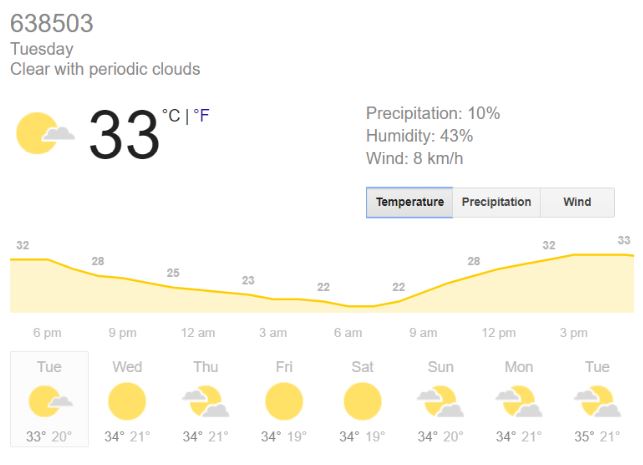 638503
Tuesday
Clear with periodic clouds
33 °C | °F
Precipitation: 10%
Humidity: 43%
Wind: 8 km/h
Temperature Precipitation Wind
32 28 25 23 22 22 28 32 33
6 pm 9 pm 12 am 3 am 6 am 9 am 12 pm 3 pm
Tue Wed Thu Fri Sat Sun Mon Tue
33° 20° 34° 21° 34° 21° 34° 19° 34° 19° 34° 20° 34° 21° 35° 21°